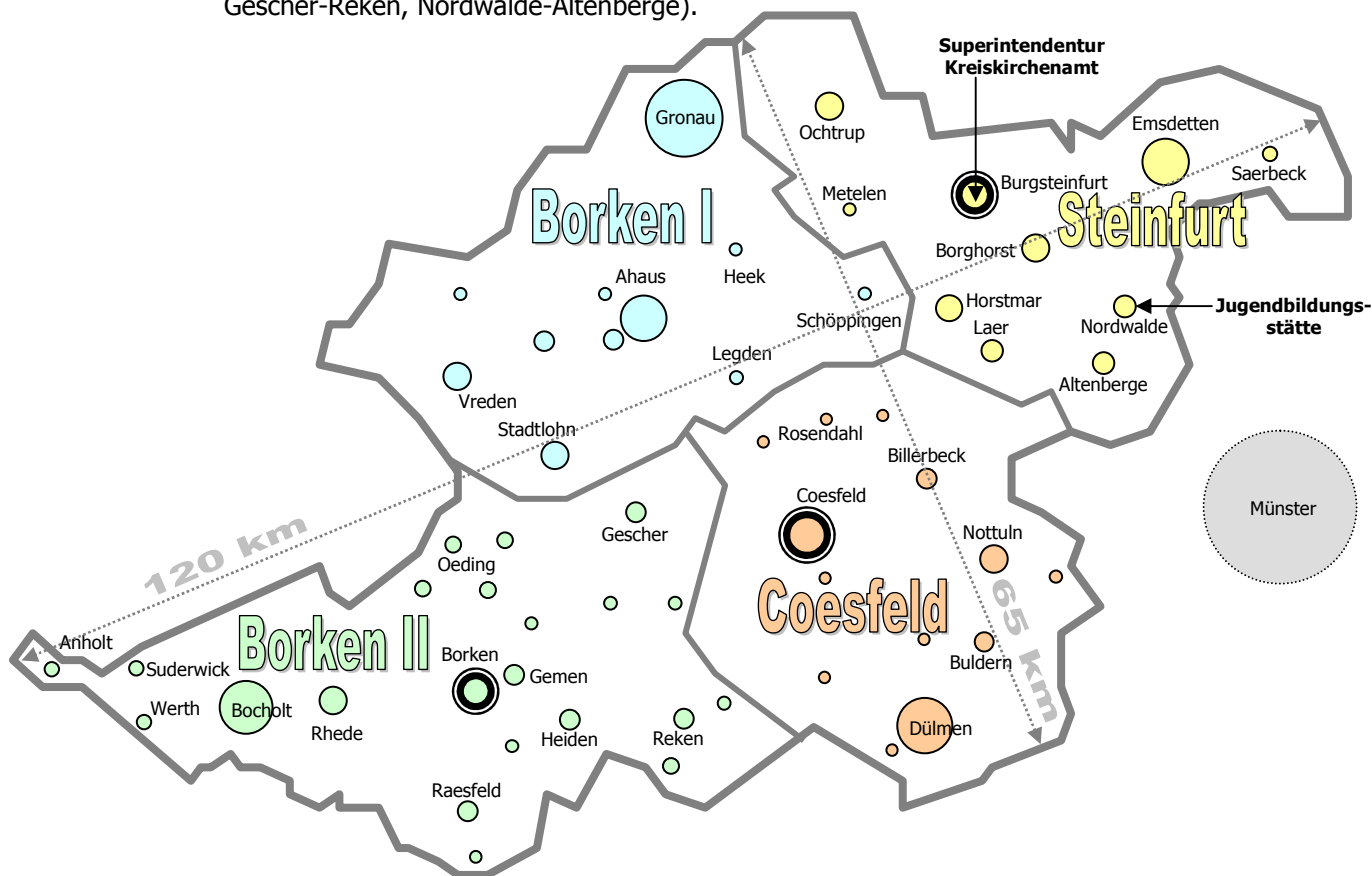 Gescher-Reken, Nordwalde-Altenberge).
Superintendentur
Kreiskirchenamt
Gronau
Ochtrup
Emsdetten
Saerbeck
Burgsteinfurt
Metelen
Borken I
Steinfurt
Borghorst
Heek
Ahaus
Schöppingen
Horstmar
Laer
Nordwalde
Jugendbildungs-
stätte
Legden
Altenberge
Vreden
Stadtlohn
Rosendahl
Billerbeck
Coesfeld
Münster
Gescher
Nottuln
Oeding
120 km
Coesfeld
65 km
Borken II
Anholt
Suderwick
Borken
Gemen
Buldern
Werth
Bocholt
Rhede
Heiden
Reken
Dülmen
Raesfeld